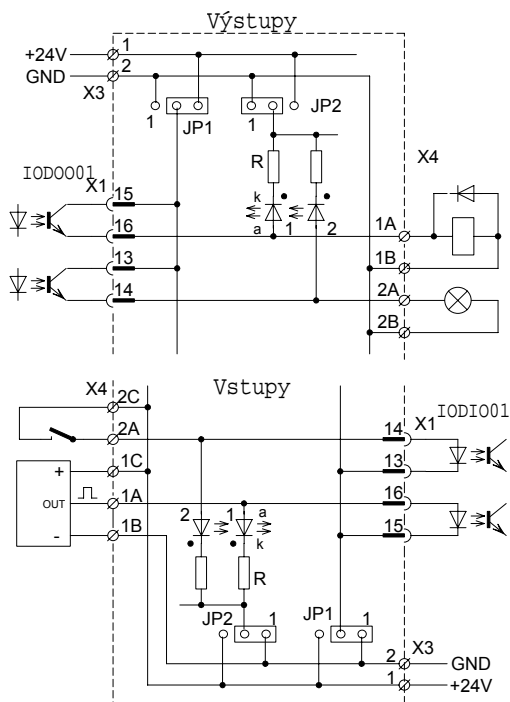 Výstupy
+24V 1
GND 2
X3
1 JP1 1 JP2
R
X4
IODO001
X1
15
k
16 a 1 2 1A
13 1B
14 2A
2B
Vstupy
X4 2C
2A 14 X1 IODIO01
+ 1C 13
OUT 1A 2 1 a 16
- 1B k 15
R
JP2 1 JP1 1
2 X3
GND
1 +24V